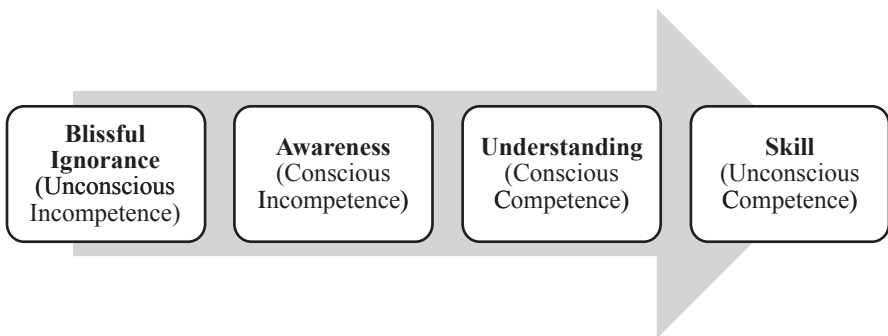 Blissful
Ignorance
(Unconscious
Incompetence)
Awareness
(Conscious
Incompetence)
Understanding
(Conscious
Competence)
Skill
(Unconscious
Competence)